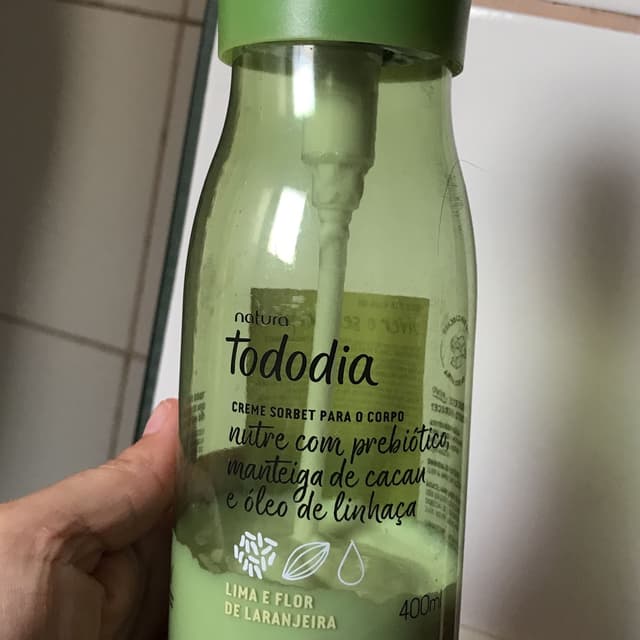 natura
tododia
CREME SORBET PARA O CORPO
nutre com prebiótico,
manteiga de cacau
e óleo de linhaça
LIMA E FLOR
DE LARANJEIRA
400ml